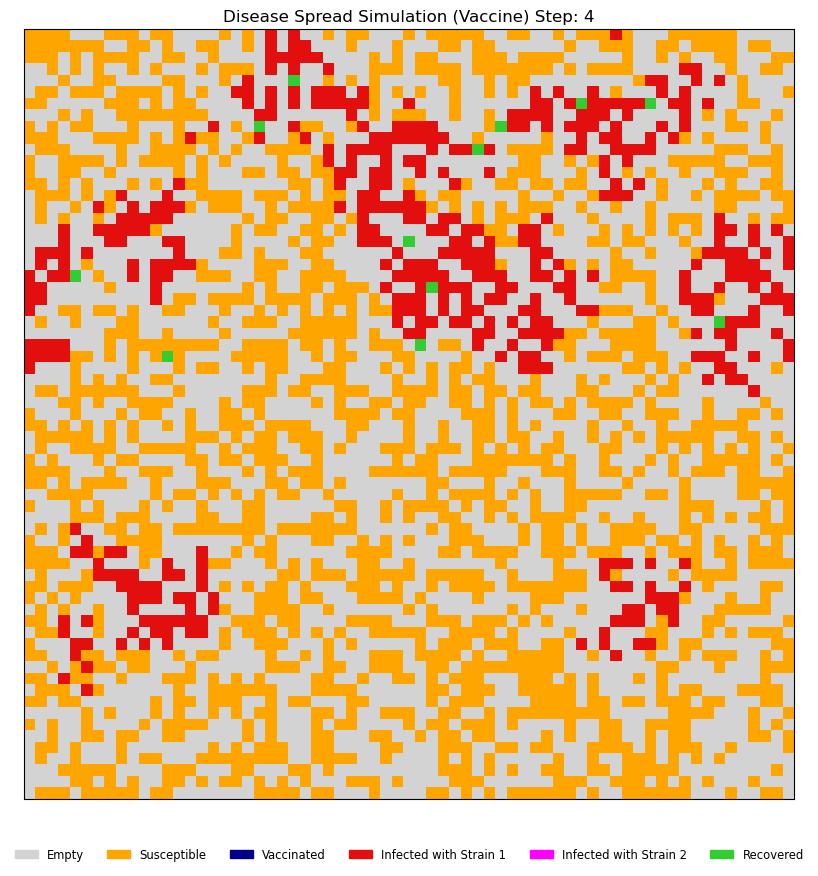 Disease Spread Simulation (Vaccine) Step: 4
Empty Susceptible Vaccinated Infected with Strain 1 Infected with Strain 2 Recovered